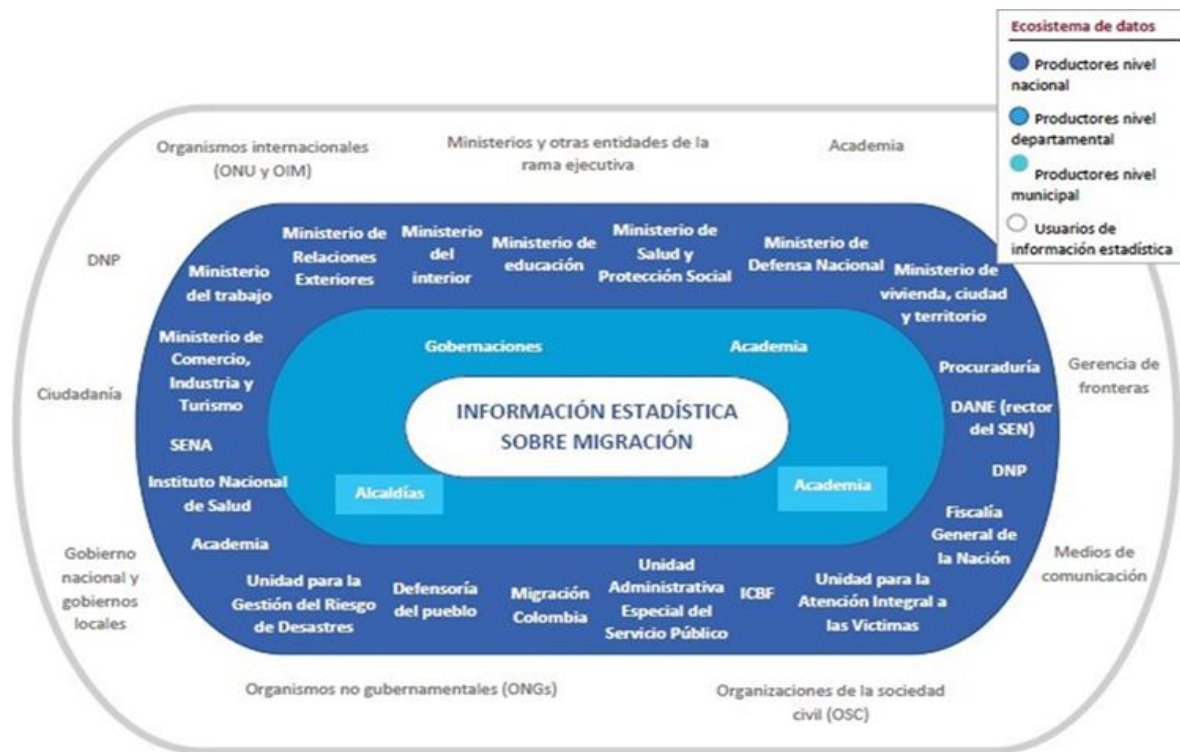 Ecosistema de datos
Productores nivel
nacional
Productores nivel
departamental
Productores nivel
municipal
Usuarios de
información estadística
Organismos internacionales
(ONU y OIM)
Ministerios y otras entidades de la
rama ejecutiva
Academia
DNP
Ciudadanía
Gobierno
nacional y
gobiernos
locales
Gerencia de
fronteras
Medios de
comunicación
Organismos no gubernamentales (ONGs)
Organizaciones de la sociedad
civil (OSC)
Ministerio
del trabajo
Ministerio de
Relaciones
Exteriores
Ministerio
del
interior
Ministerio de
educación
Ministerio de
Salud y
Protección Social
Ministerio de
Defensa Nacional
Ministerio de
vivienda, ciudad
y territorio
Ministerio de
Comercio,
Industria y
Turismo
SENA
Instituto Nacional
de Salud
Academia
Procuraduría
DANE (rector
del SEN)
DNP
Fiscalía
General de
la Nación
Unidad para la
Gestión del Riesgo
de Desastres
Defensoría
del pueblo
Migración
Colombia
Unidad
Administrativa
Especial del
Servicio Público
ICBF
Unidad para la
Atención Integral a
las Victimas
Gobernaciones
Academia
INFORMACIÓN ESTADÍSTICA
SOBRE MIGRACIÓN
Alcaldías
Academia